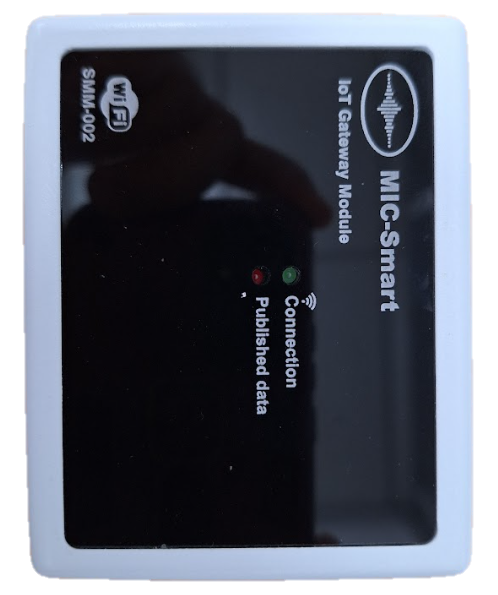 MIC-Smart
IoT Gateway Module
Connection
Published data
WiFi
SMM-002